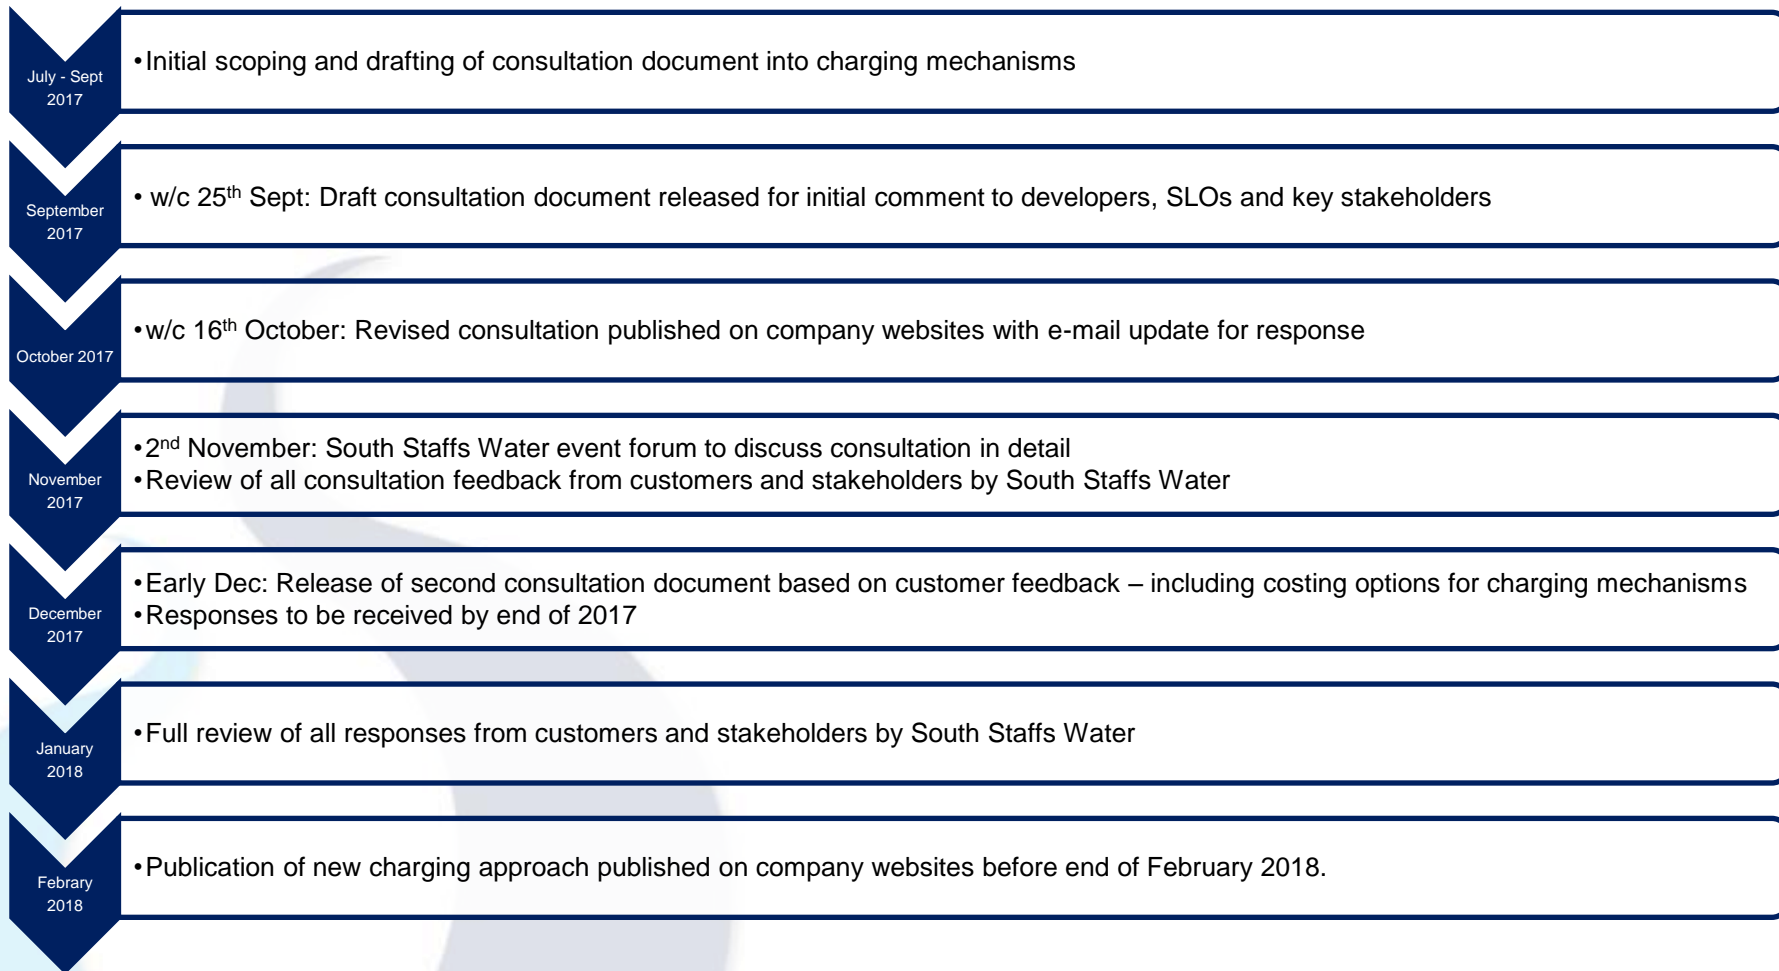 July - Sept
2017
•Initial scoping and drafting of consultation document into charging mechanisms
September
2017
• w/c 25th Sept: Draft consultation document released for initial comment to developers, SLOs and key stakeholders
October 2017
•w/c 16th October: Revised consultation published on company websites with e-mail update for response
November
2017
•2nd November: South Staffs Water event forum to discuss consultation in detail
•Review of all consultation feedback from customers and stakeholders by South Staffs Water
December
2017
•Early Dec: Release of second consultation document based on customer feedback – including costing options for charging mechanisms
•Responses to be received by end of 2017
January
2018
•Full review of all responses from customers and stakeholders by South Staffs Water
Febrary
2018
•Publication of new charging approach published on company websites before end of February 2018.